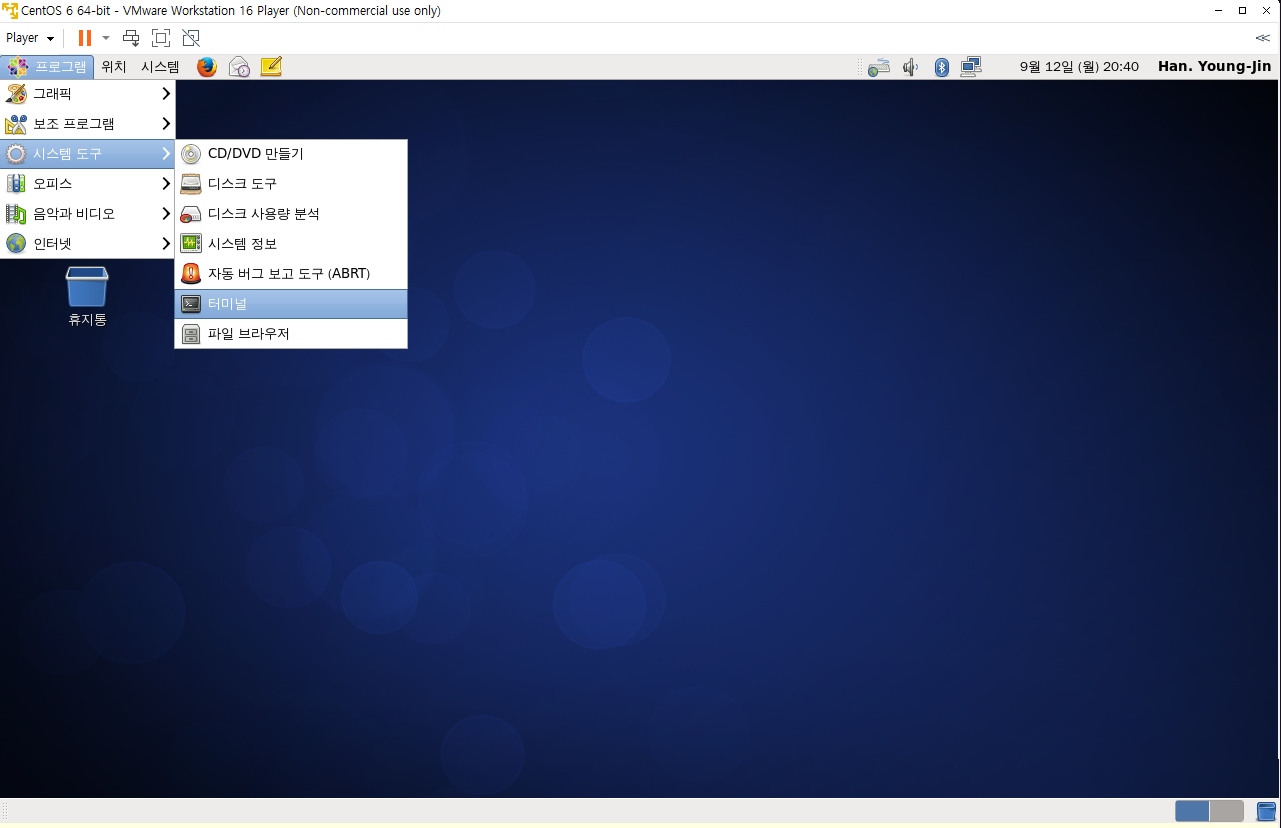 CentOS 6 64-bit - VMware Workstation 16 Player (Non-commercial use only)
Player
프로그램 위치 시스템 9월 12일 (월) 20:40 Han. Young-Jin
그래픽
보조 프로그램
시스템 도구
오피스
음악과 비디오
인터넷
CD/DVD 만들기
디스크 도구
디스크 사용량 분석
시스템 정보
자동 버그 보고 도구 (ABRT)
터미널
파일 브라우저
휴지통